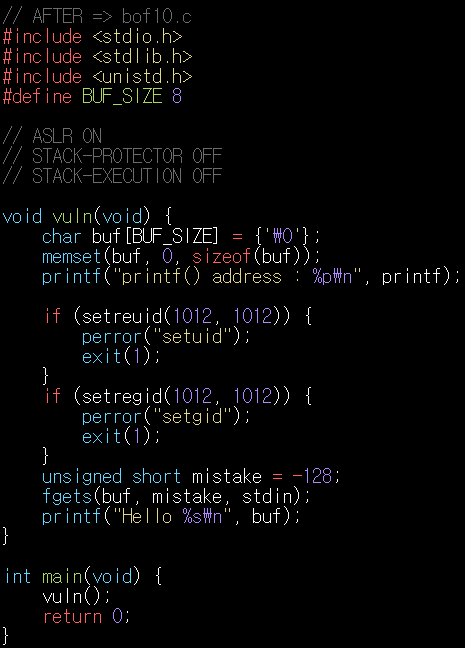 // AFTER => bof10.c
#include <stdio.h>
#include <stdlib.h>
#include <unistd.h>
#define BUF_SIZE 8

// ASLR ON
// STACK-PROTECTOR OFF
// STACK-EXECUTION OFF

void vuln(void) {
    char buf[BUF_SIZE] = {'₩0'};
    memset(buf, 0, sizeof(buf));
    printf("printf() address : %p₩n", printf);

    if (setreuid(1012, 1012)) {
        perror("setuid");
        exit(1);
    }
    if (setregid(1012, 1012)) {
        perror("setgid");
        exit(1);
    }
    unsigned short mistake = -128;
    fgets(buf, mistake, stdin);
    printf("Hello %s₩n", buf);
}

int main(void) {
    vuln();
    return 0;
}